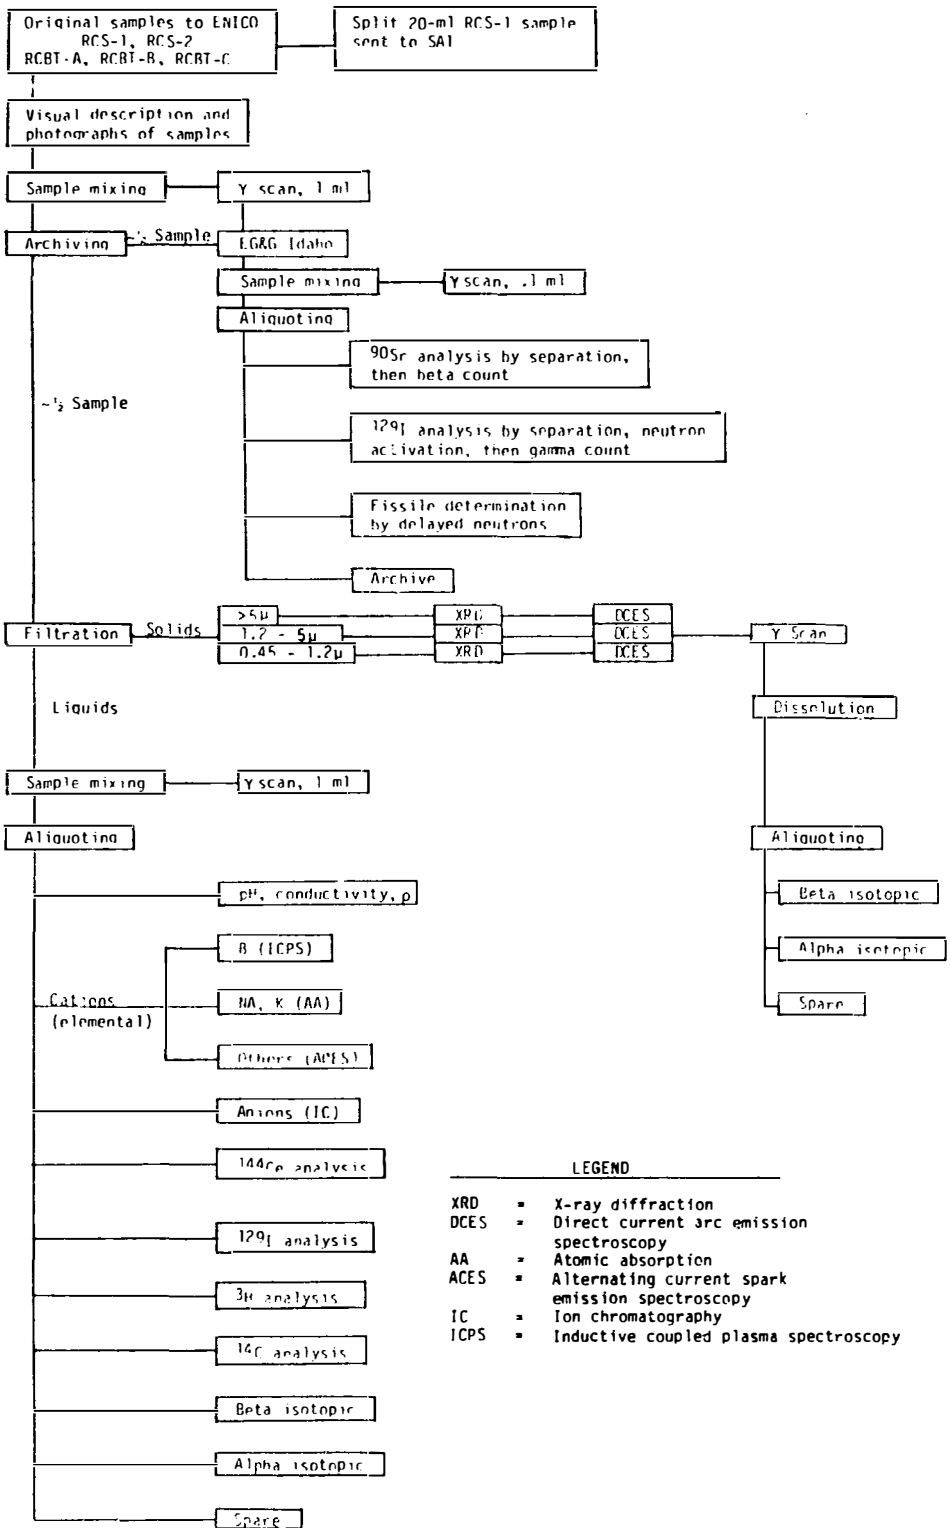 Original samples to ENICO
RCS-1, RCS-2
RCBT-A, RCBT-B, RCBT-C
Split 20-ml RCS-1 sample
sent to SAI
Visual description and
photographs of samples
Sample mixing
γ scan, 1 ml
Archiving
~½ Sample
EG&G Idaho
Sample mixing
γ scan, .1 ml
Aliquoting
90Sr analysis by separation,
then beta count
~½ Sample
129I analysis by separation, neutron
activation, then gamma count
Fissile determination
by delayed neutrons
Archive
Filtration
Solids
>5μ
XRD
DCES
1.2 - 5μ
XRD
DCES
γ Scan
0.45 - 1.2μ
XRD
DCES
Liquids
Dissolution
Sample mixing
γ scan, 1 ml
Aliquoting
Aliquoting
pH, conductivity, ρ
Beta isotopic
B (ICPS)
Alpha isotopic
Cations
(elemental)
NA, K (AA)
Spare
Others (ACES)
Anions (IC)
144Ce analysis
129I analysis
3H analysis
14C analysis
Beta isotopic
Alpha isotopic
Spare
LEGEND
XRD = X-ray diffraction
DCES = Direct current arc emission
spectroscopy
AA = Atomic absorption
ACES = Alternating current spark
emission spectroscopy
IC = Ion chromatography
ICPS = Inductive coupled plasma spectroscopy